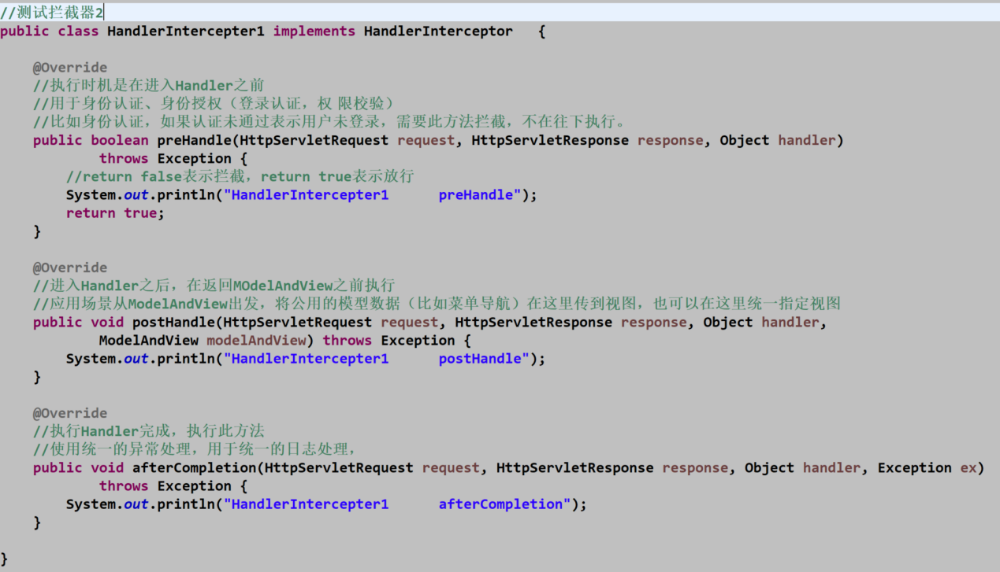 //测试拦截器2
public class HandlerIntercepter1 implements HandlerInterceptor   {
    @Override
    //执行时机是在进入Handler之前
    //用于身份认证、身份授权（登录认证，权 限校验）
    //比如身份认证，如果认证未通过表示用户未登录，需要此方法拦截，不在往下执行。
    public boolean preHandle(HttpServletRequest request, HttpServletResponse response, Object handler)
            throws Exception {
        //return false表示拦截，return true表示放行
        System.out.println("HandlerIntercepter1      preHandle");
        return true;
    }
    @Override
    //进入Handler之后，在返回MOdelAndView之前执行
    //应用场景从ModelAndView出发，将公用的模型数据（比如菜单导航）在这里传到视图，也可以在这里统一指定视图
    public void postHandle(HttpServletRequest request, HttpServletResponse response, Object handler,
            ModelAndView modelAndView) throws Exception {
        System.out.println("HandlerIntercepter1      postHandle");
    }
    @Override
    //执行Handler完成，执行此方法
    //使用统一的异常处理，用于统一的日志处理，
    public void afterCompletion(HttpServletRequest request, HttpServletResponse response, Object handler, Exception ex)
            throws Exception {
        System.out.println("HandlerIntercepter1      afterCompletion");
    }
}